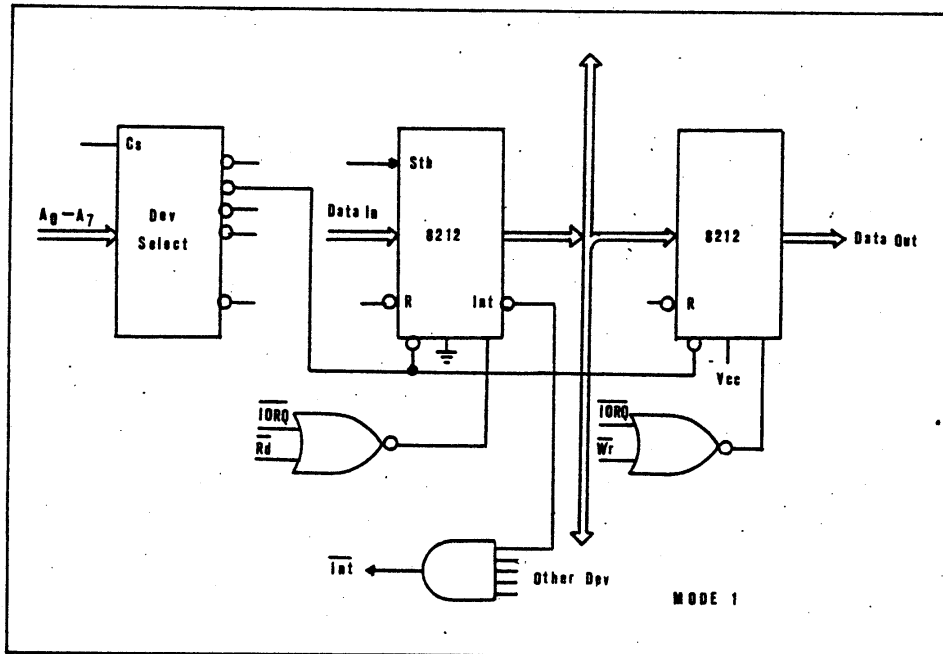 Cs
A0–A7
Dev
Select
Stb
Data In
8212
R
Int
8212
Data Out
R
Vcc
IORQ
Rd
IORQ
Wr
Int
Other Dev
MODE 1